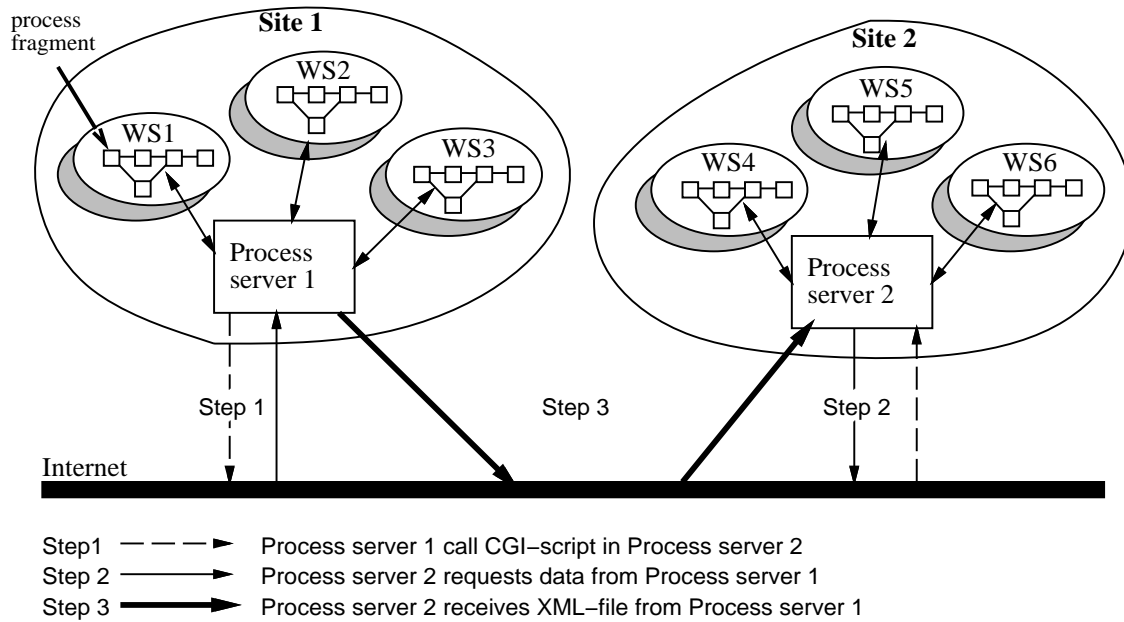 process
fragment
Site 1
Site 2
WS2
WS5
WS1
WS3
WS4
WS6
Process
server 1
Process
server 2
Step 1
Step 3
Step 2
Internet
Step1 Process server 1 call CGI−script in Process server 2
Step 2 Process server 2 requests data from Process server 1
Step 3 Process server 2 receives XML−file from Process server 1